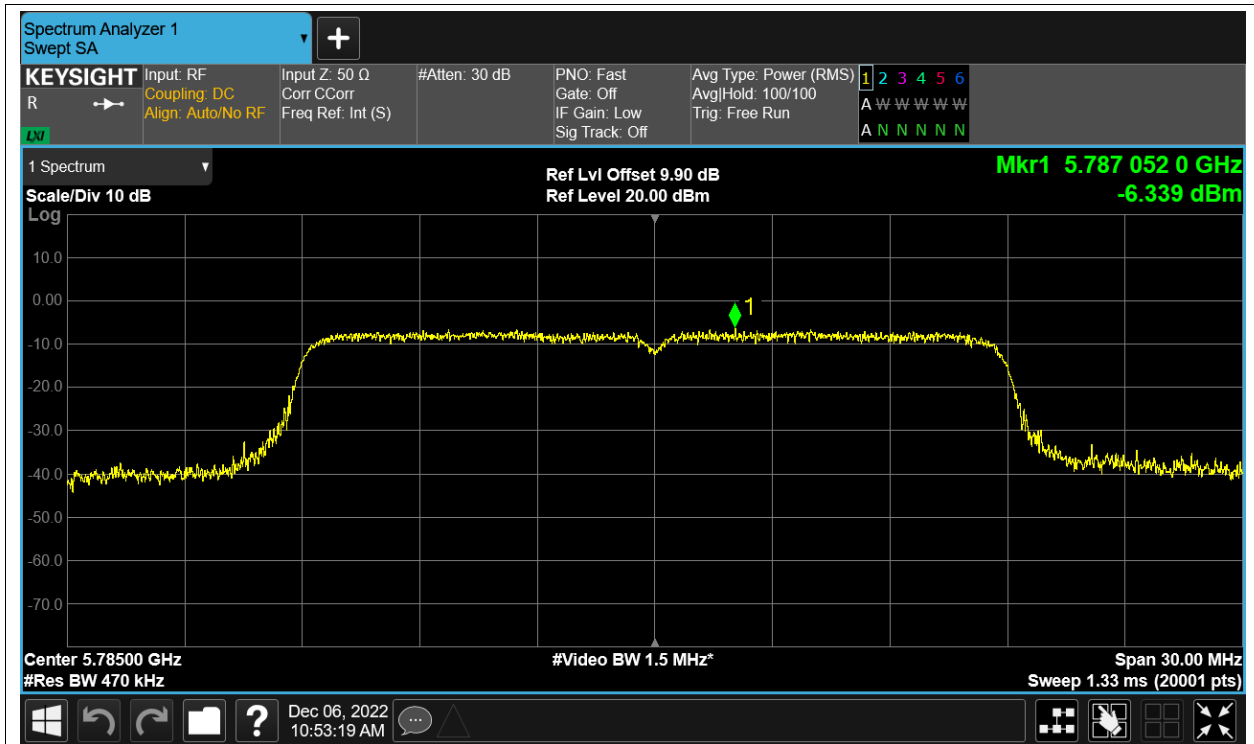 Spectrum Analyzer 1
Swept SA
KEYSIGHT
R
LXI
Input: RF
Coupling: DC
Align: Auto/No RF
Input Z: 50 Ω
Corr CCorr
Freq Ref: Int (S)
#Atten: 30 dB
PNO: Fast
Gate: Off
IF Gain: Low
Sig Track: Off
Avg Type: Power (RMS)
Avg|Hold: 100/100
Trig: Free Run
1 2 3 4 5 6
A W W W W W
A N N N N N
1 Spectrum
Scale/Div 10 dB
Log
Ref Lvl Offset 9.90 dB
Ref Level 20.00 dBm
Mkr1 5.787 052 0 GHz
-6.339 dBm
10.0
0.00
1
-10.0
-20.0
-30.0
-40.0
-50.0
-60.0
-70.0
Center 5.78500 GHz
#Res BW 470 kHz
#Video BW 1.5 MHz*
Span 30.00 MHz
Sweep 1.33 ms (20001 pts)
?
Dec 06, 2022
10:53:19 AM